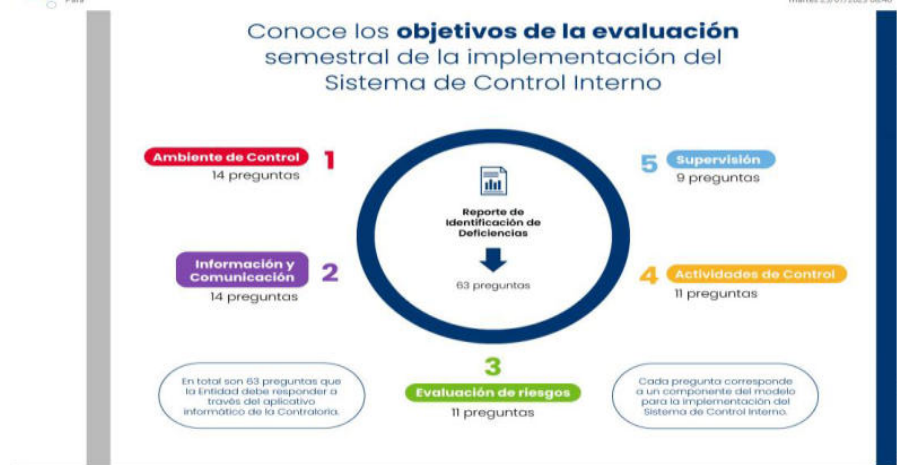 Conoce los objetivos de la evaluación
semestral de la implementación del
Sistema de Control Interno
Ambiente de Control 1
14 preguntas
Información y
Comunicación 2
14 preguntas
3
Evaluación de riesgos
11 preguntas
4 Actividades de Control
11 preguntas
5 Supervisión
9 preguntas
Reporte de
Identificación de
Deficiencias
63 preguntas
En total son 63 preguntas que
la Entidad debe responder a
través del aplicativo
informático de la Contraloría.
Cada pregunta corresponde
a un componente del modelo
para la implementación del
Sistema de Control Interno.